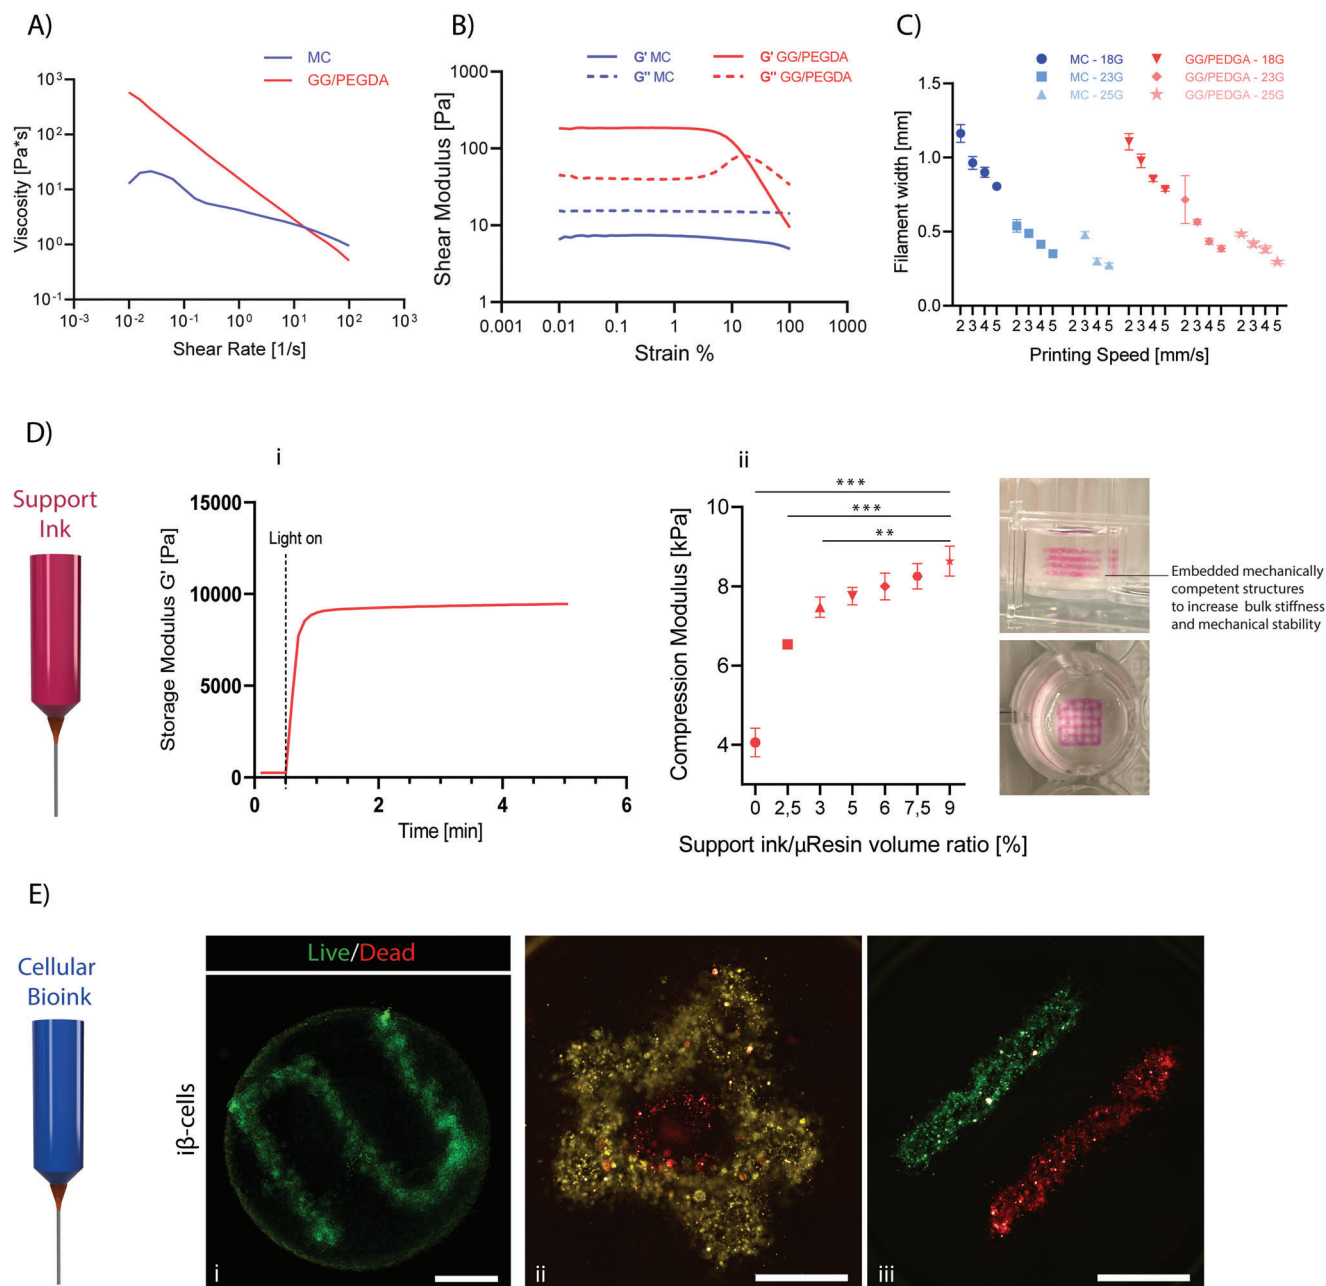 A)
MC
GG/PEGDA
Viscosity [Pa*s]
10³
10²
10¹
10⁰
10⁻¹
10⁻³ 10⁻² 10⁻¹ 10⁰ 10¹ 10² 10³
Shear Rate [1/s]
B)
G' MC
G'' MC
G' GG/PEGDA
G'' GG/PEGDA
Shear Modulus [Pa]
1000
100
10
1
0.001 0.01 0.1 1 10 100 1000
Strain %
C)
MC - 18G
MC - 23G
MC - 25G
GG/PEDGA - 18G
GG/PEDGA - 23G
GG/PEDGA - 25G
Filament width [mm]
1.5
1.0
0.5
0.0
2 3 4 5 2 3 4 5 2 3 4 5 2 3 4 5 2 3 4 5 2 3 4 5
Printing Speed [mm/s]
D)
Support
Ink
i
Storage Modulus G' [Pa]
15000
10000
5000
0
Light on
0 2 4 6
Time [min]
ii
Compression Modulus [kPa]
10
8
6
4
***
***
**
0 2,5 3 5 6 7,5 9
Support ink/µResin volume ratio [%]
Embedded mechanically
competent structures
to increase bulk stiffness
and mechanical stability
E)
Cellular
Bioink
iβ-cells
Live/Dead
i
ii
iii